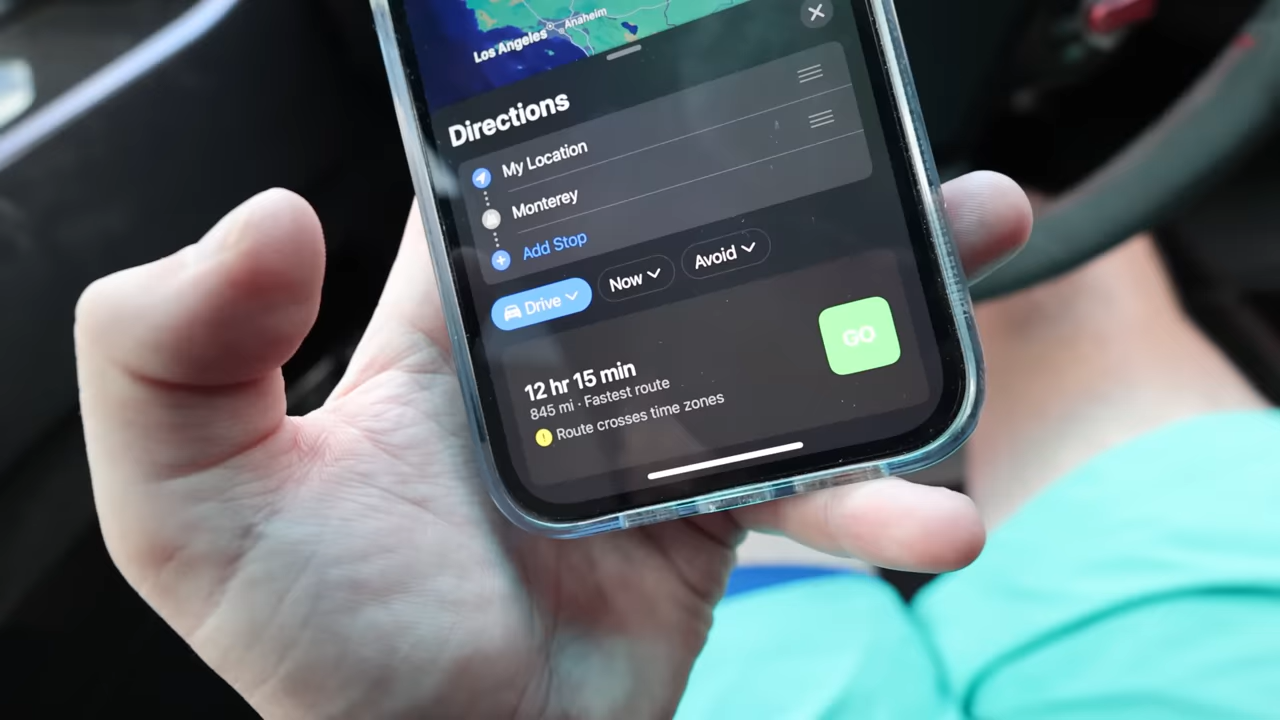 Anaheim
Los Angeles
Directions
My Location
Monterey
Add Stop
Drive
Now
Avoid
12 hr 15 min
GO
845 mi · Fastest route
Route crosses time zones